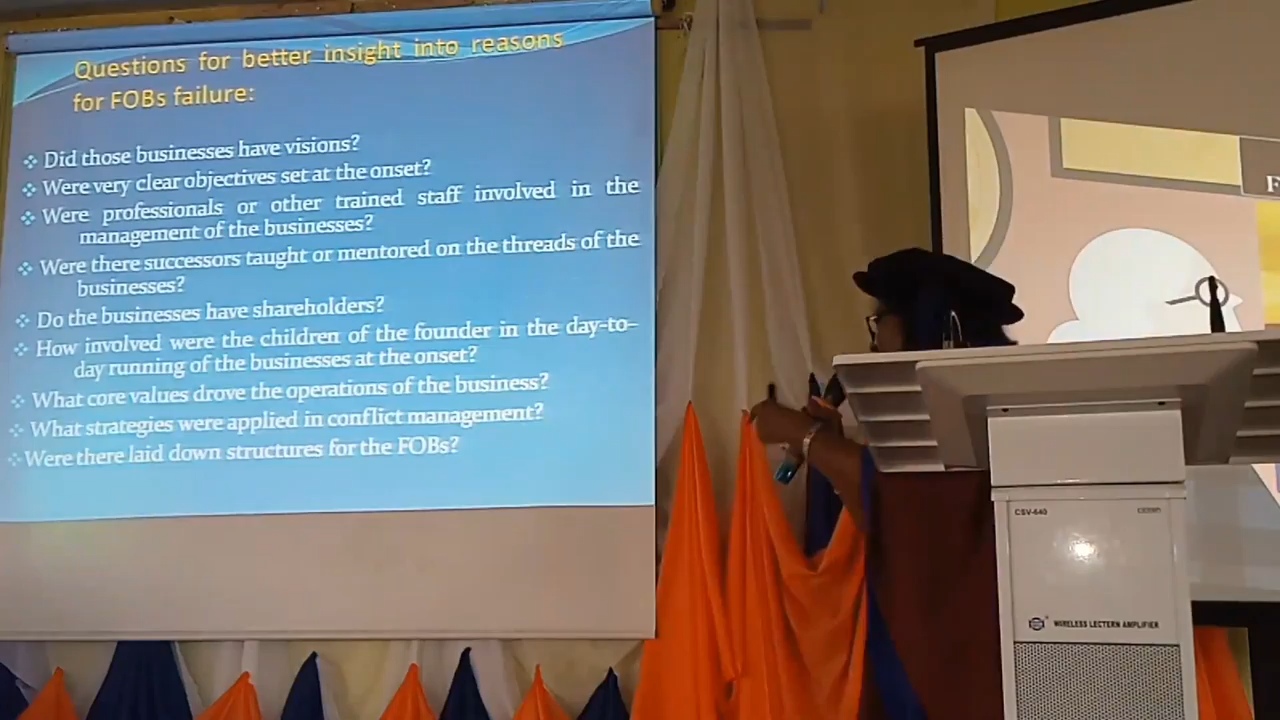 Questions for better insight into reasons
for FOBs failure:
❖ Did those businesses have visions?
❖ Were very clear objectives set at the onset?
❖ Were professionals or other trained staff involved in the
management of the businesses?
❖ Were there successors taught or mentored on the threads of the
businesses?
❖ Do the businesses have shareholders?
❖ How involved were the children of the founder in the day-to-
day running of the businesses at the onset?
❖ What core values drove the operations of the business?
❖ What strategies were applied in conflict management?
❖ Were there laid down structures for the FOBs?
F
CSV-640
WIRELESS LECTERN AMPLIFIER